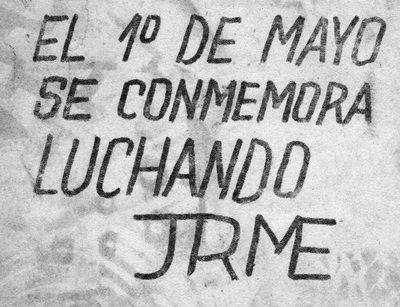 EL 1º DE MAYO
SE CONMEMORA
LUCHANDO
JRME